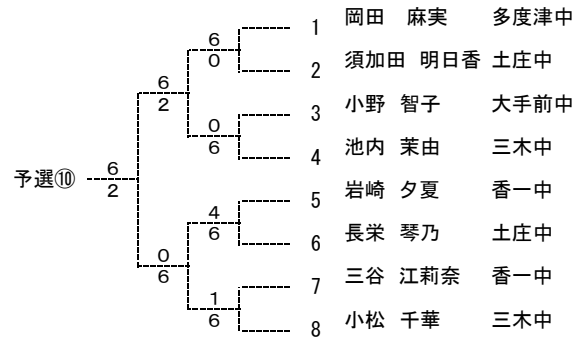 1 岡田 麻実 多度津中
6
0
2 須加田 明日香 土庄中
6
2
3 小野 智子 大手前中
0
6
4 池内 茉由 三木中
予選⑩ 6
2
5 岩崎 夕夏 香一中
4
6
6 長栄 琴乃 土庄中
0
6
7 三谷 江莉奈 香一中
1
6
8 小松 千華 三木中